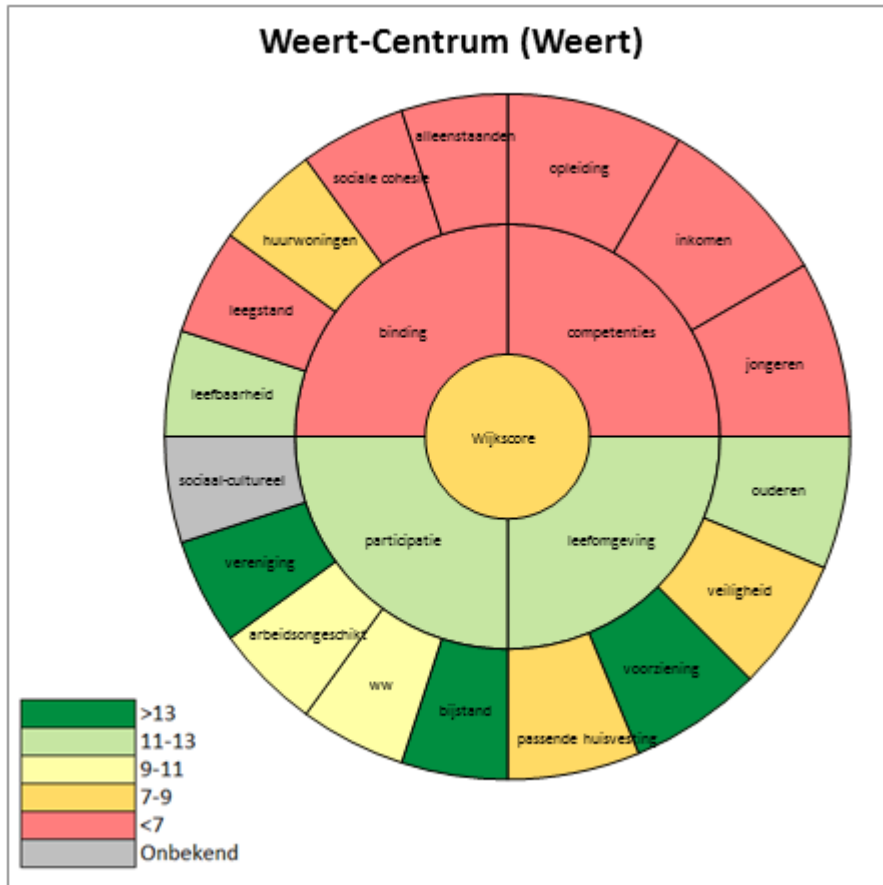 Weert-Centrum (Weert)
alleenstaanden
opleiding
sociale cohesie
inkomen
huurwoningen
leegstand
binding
competenties
jongeren
leefbaarheid
Wijkscore
sociaal-cultureel
ouderen
participatie
leefomgeving
vereniging
veiligheid
arbeidsongeschikt
voorziening
ww
bijstand
passende huisvesting
>13
11-13
9-11
7-9
<7
Onbekend